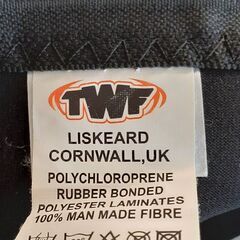 TWF
LISKEARD
CORNWALL,UK
POLYCHLOROPRENE
RUBBER BONDED
POLYESTER LAMINATES
100% MAN MADE FIBRE